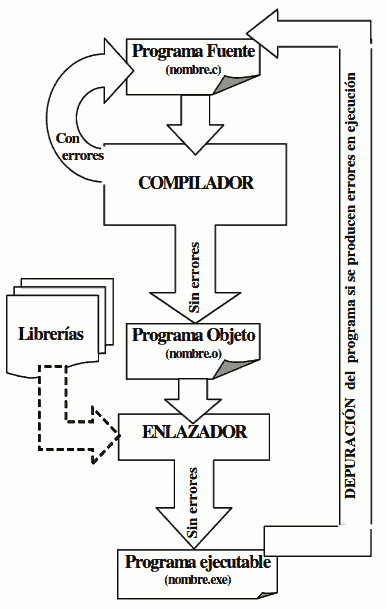 Programa Fuente
(nombre.c)
Con
errores
COMPILADOR
Sin errores
Librerías
Programa Objeto
(nombre.o)
ENLAZADOR
Sin errores
Programa ejecutable
(nombre.exe)
DEPURACIÓN del programa si se producen errores en ejecución